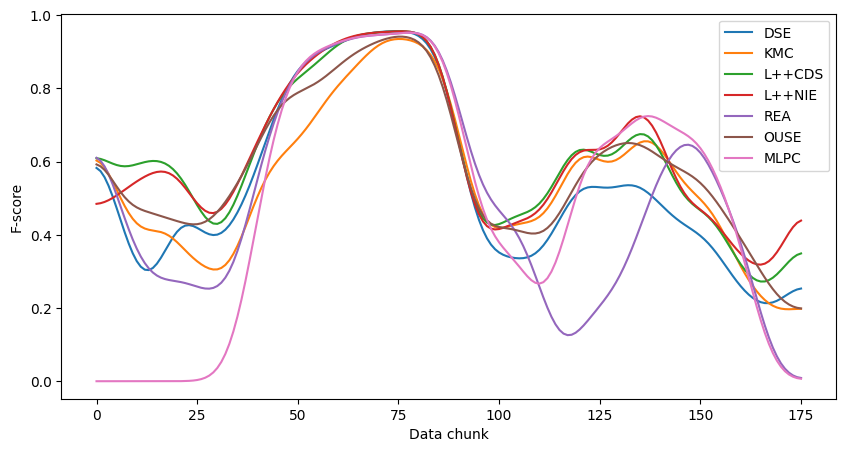 1.0
0.8
0.6
0.4
0.2
0.0
F-score
0
25
50
75
100
125
150
175
Data chunk
DSE
KMC
L++CDS
L++NIE
REA
OUSE
MLPC